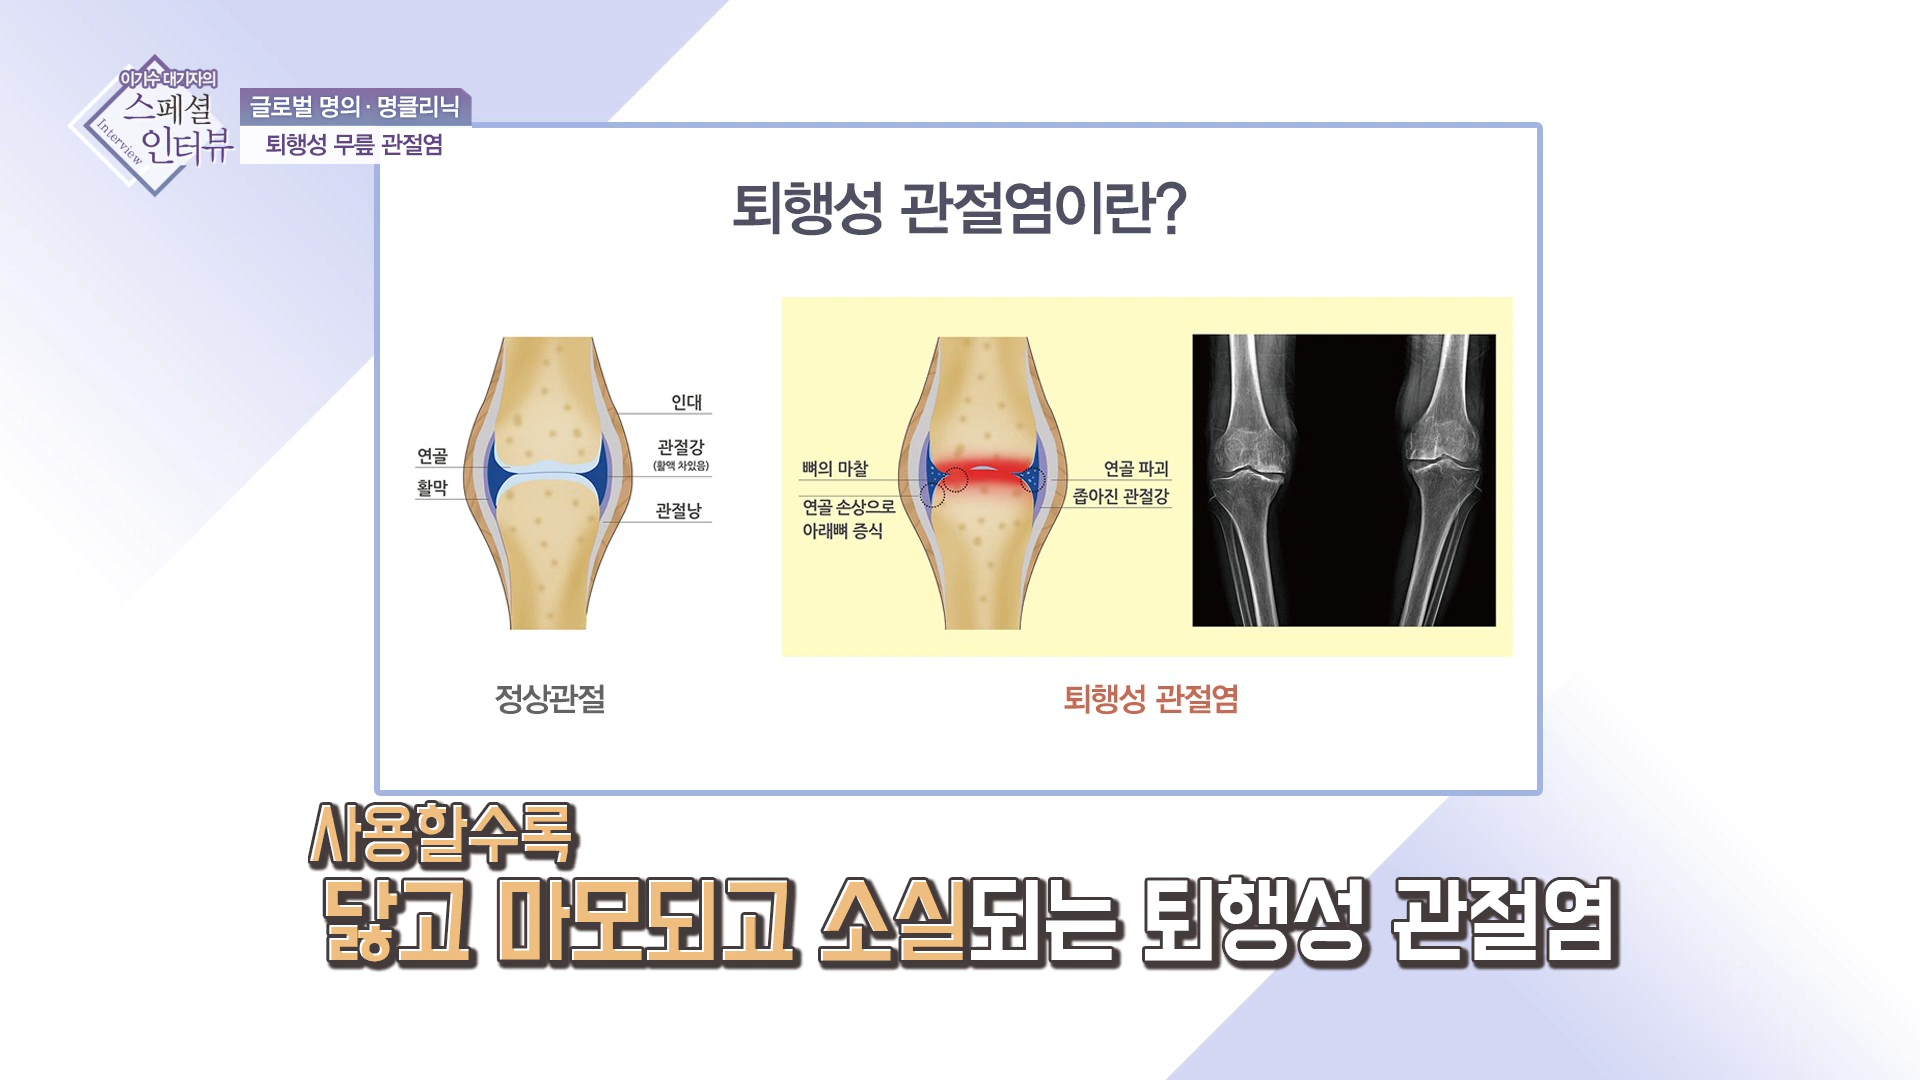 이기수 대기자의
스페셜
인터뷰
Interview
글로벌 명의·명클리닉
퇴행성 무릎 관절염
퇴행성 관절염이란?
연골
활막
인대
관절강
(활액 차있음)
관절낭
정상관절
뼈의 마찰
연골 손상으로
아래뼈 증식
연골 파괴
좁아진 관절강
퇴행성 관절염
사용할수록
닳고 마모되고 소실되는 퇴행성 관절염